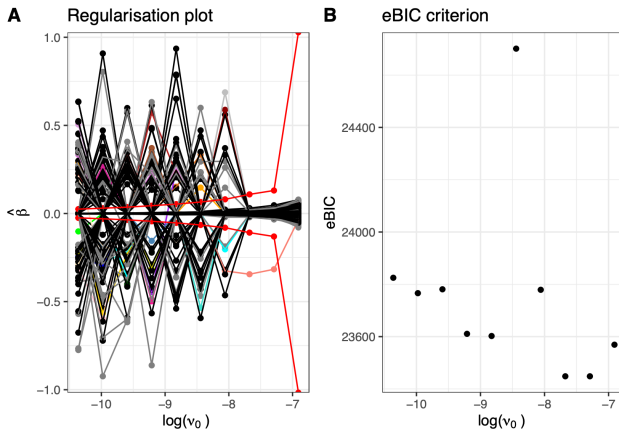 A
Regularisation plot
1.0
0.5
0.0
−0.5
−1.0
β̂
−10
−9
−8
−7
log(ν₀ )
B
eBIC criterion
24400
24000
23600
eBIC
−10
−9
−8
−7
log(ν₀ )